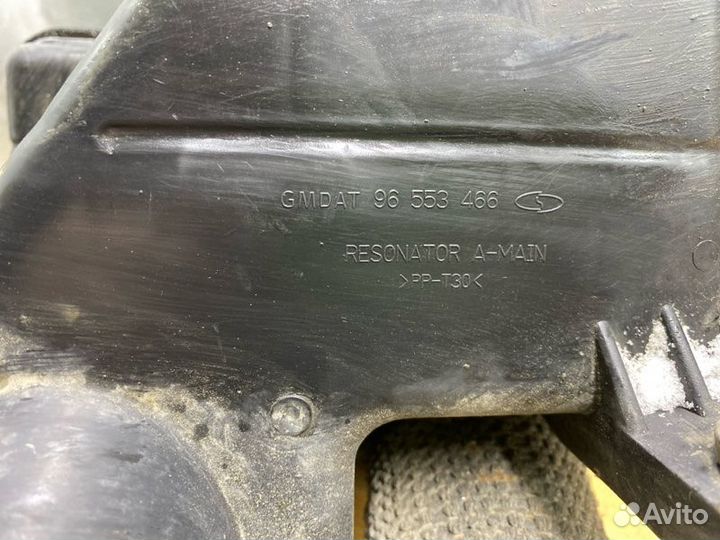 GMDAT 96 553 466
RESONATOR A-MAIN
>PP-T30<
Avito